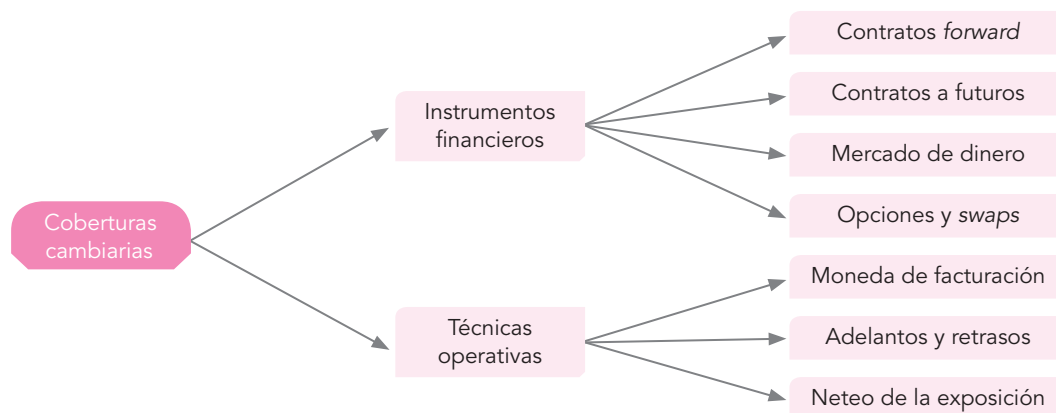 Coberturas
cambiarias
Instrumentos
financieros
Contratos forward
Contratos a futuros
Mercado de dinero
Opciones y swaps
Técnicas
operativas
Moneda de facturación
Adelantos y retrasos
Neteo de la exposición